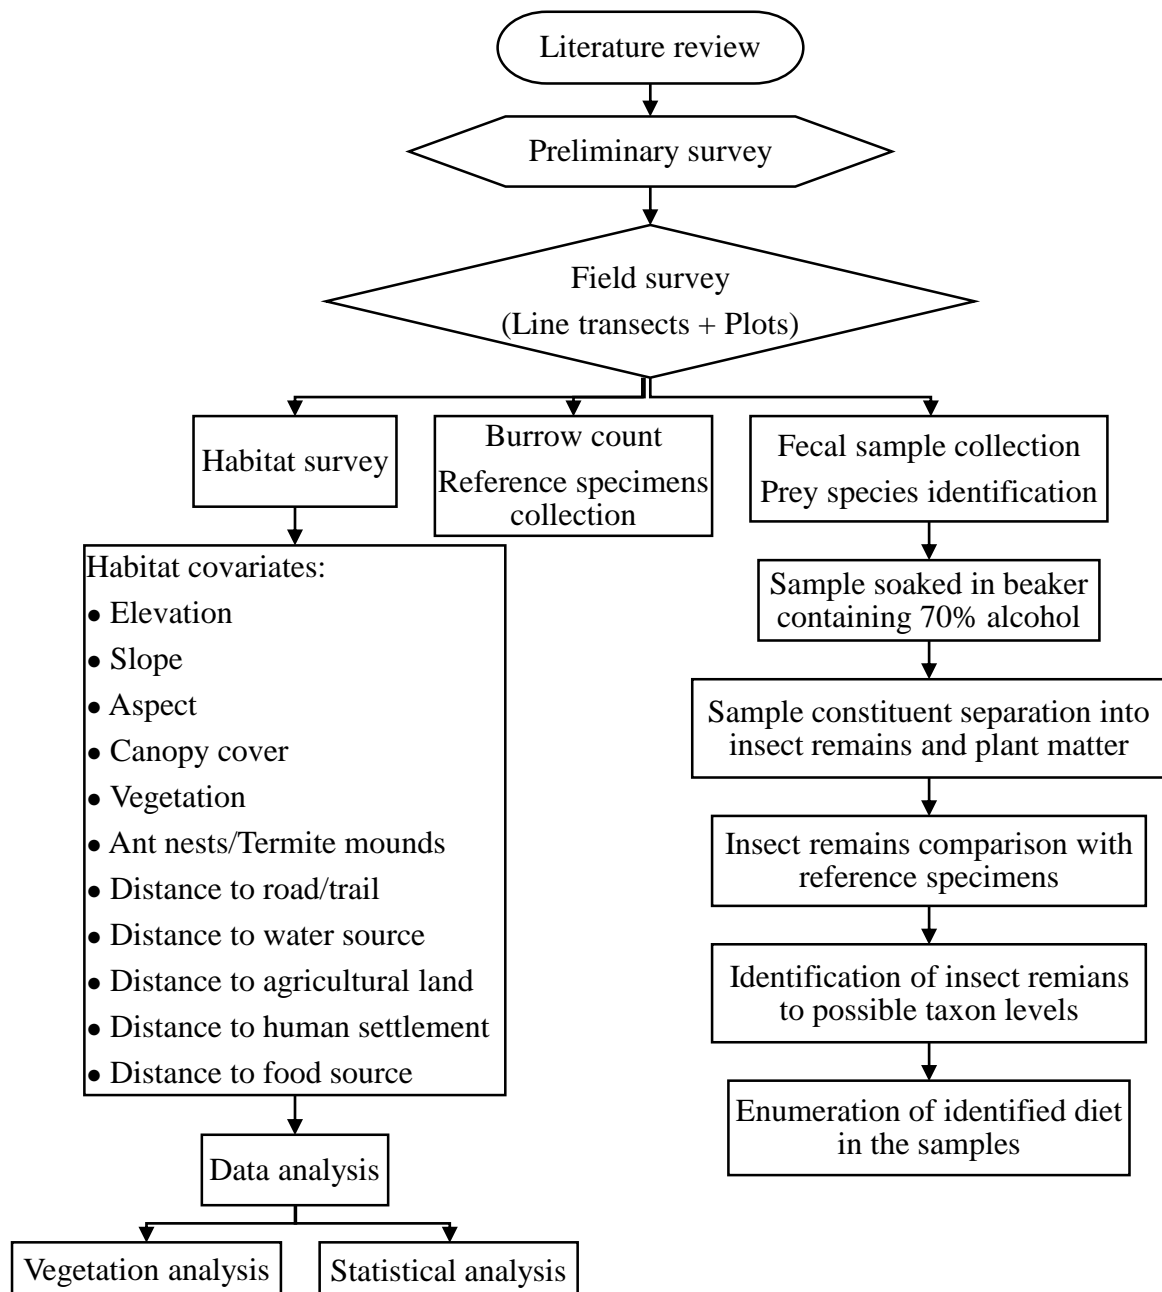 Literature review
Preliminary survey
Field survey
(Line transects + Plots)
Habitat survey
Burrow count
Reference specimens
collection
Fecal sample collection
Prey species identification
Habitat covariates:
● Elevation
● Slope
● Aspect
● Canopy cover
● Vegetation
● Ant nests/Termite mounds
● Distance to road/trail
● Distance to water source
● Distance to agricultural land
● Distance to human settlement
● Distance to food source
Data analysis
Vegetation analysis
Statistical analysis
Sample soaked in beaker
containing 70% alcohol
Sample constituent separation into
insect remains and plant matter
Insect remains comparison with
reference specimens
Identification of insect remians
to possible taxon levels
Enumeration of identified diet
in the samples